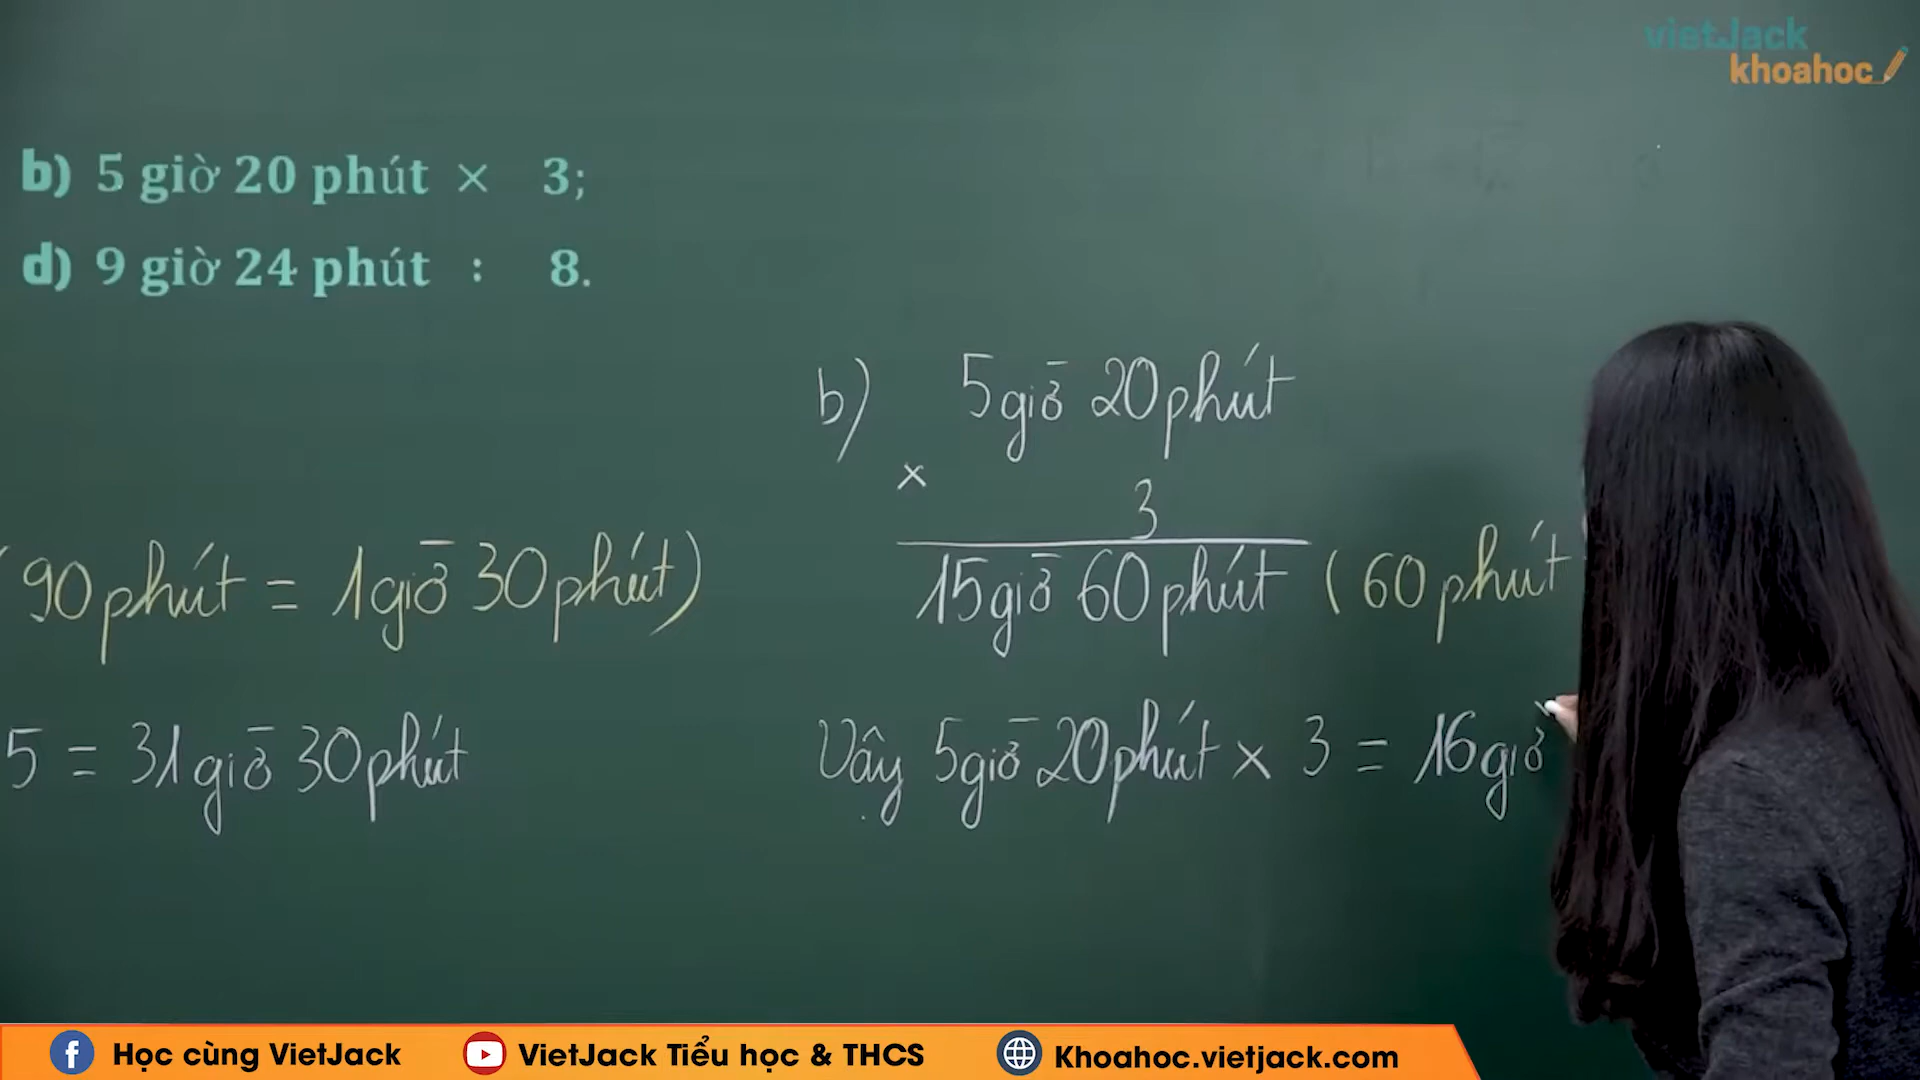 vietJack
khoahoc
b) 5 giờ 20 phút × 3;
d) 9 giờ 24 phút : 8.
b) 5 giờ 20 phút
×
3
(90 phút = 1 giờ 30 phút)
15 giờ 60 phút (60 phút
5 = 31 giờ 30 phút
Vậy 5 giờ 20 phút × 3 = 16 giờ
Học cùng VietJack
VietJack Tiểu học & THCS
Khoahoc.vietjack.com